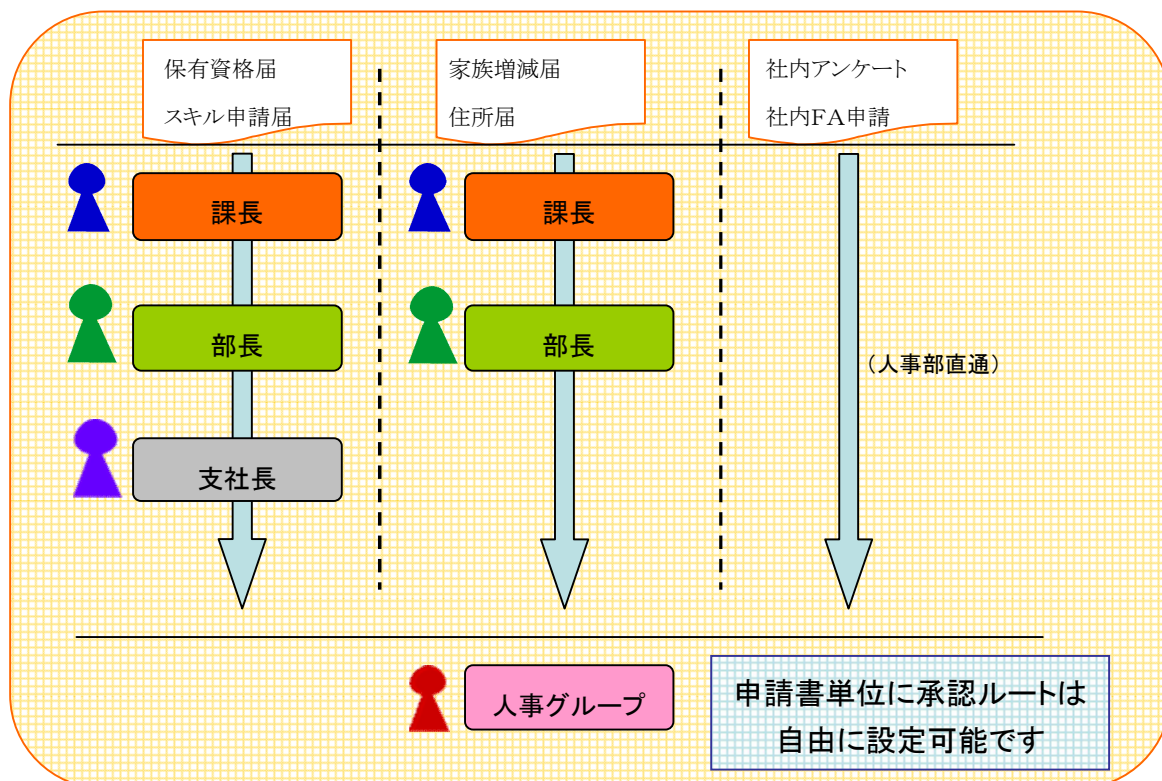 保有資格届
スキル申請届
家族増減届
住所届
社内アンケート
社内FA申請
課長
部長
支社長
課長
部長
（人事部直通）
人事グループ
申請書単位に承認ルートは
自由に設定可能です